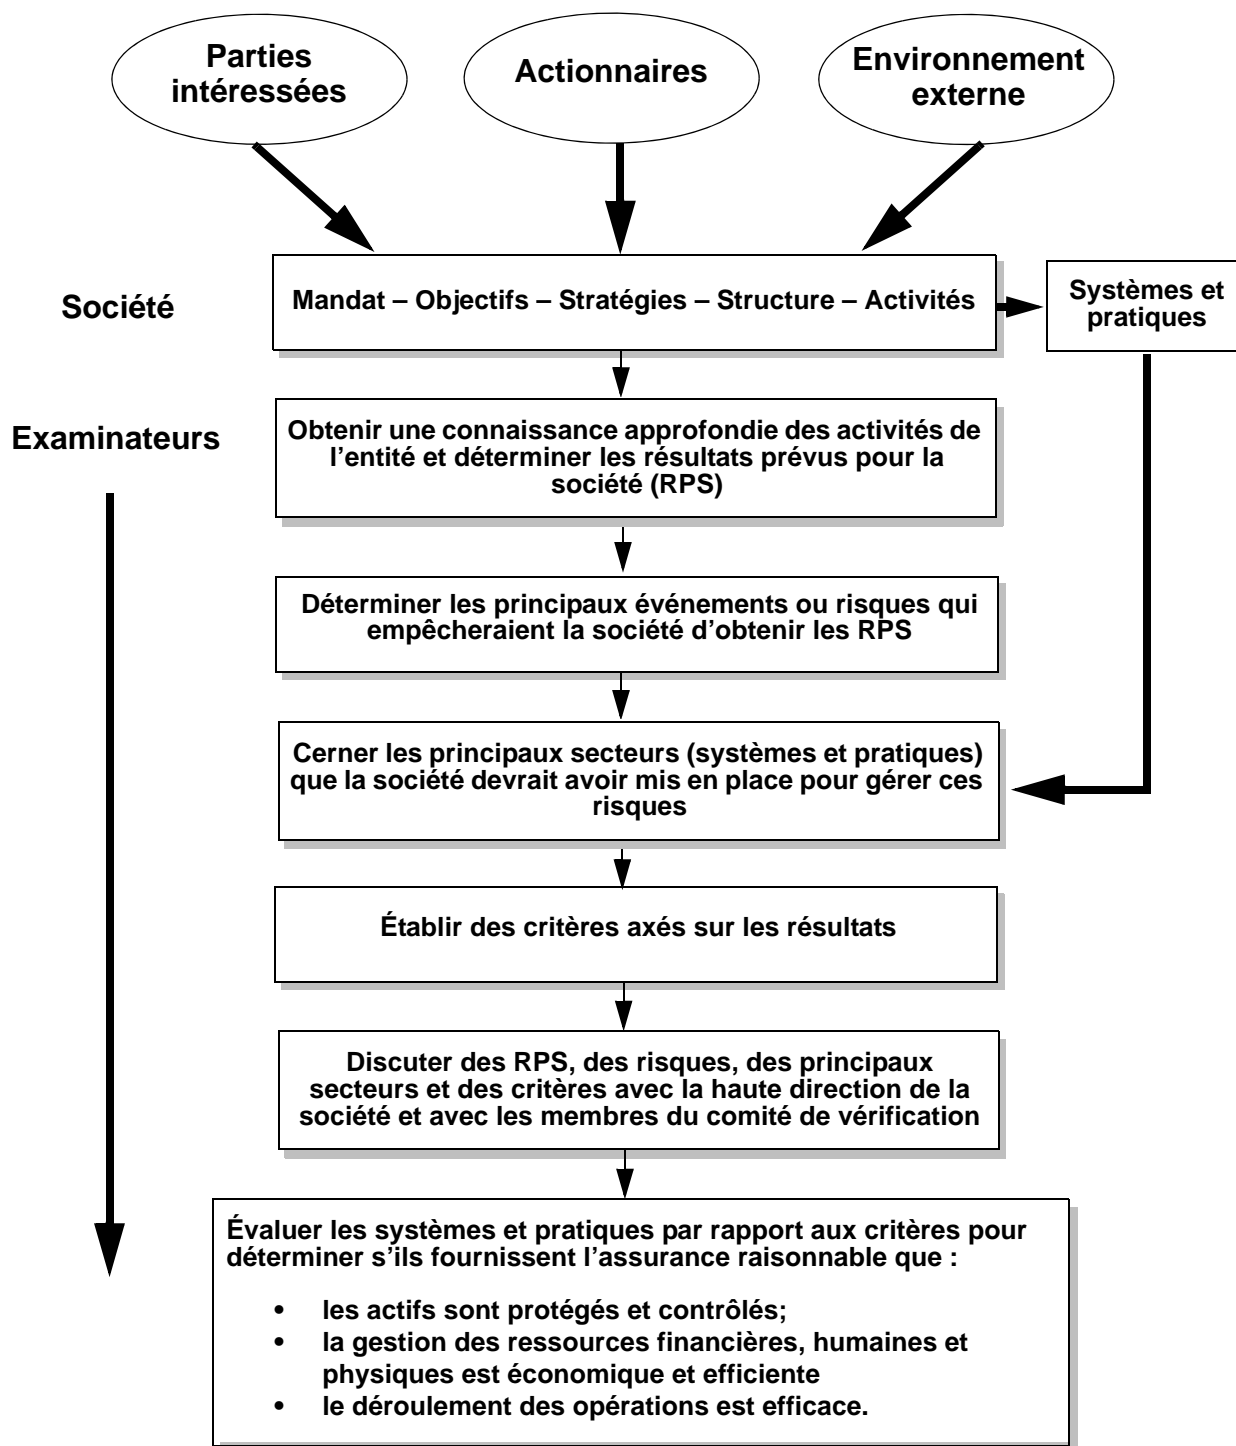 Parties
intéressées
Actionnaires
Environnement
externe
Société
Mandat – Objectifs – Stratégies – Structure – Activités
Systèmes et
pratiques
Examinateurs
Obtenir une connaissance approfondie des activités de
l’entité et déterminer les résultats prévus pour la
société (RPS)
Déterminer les principaux événements ou risques qui
empêcheraient la société d’obtenir les RPS
Cerner les principaux secteurs (systèmes et pratiques)
que la société devrait avoir mis en place pour gérer ces
risques
Établir des critères axés sur les résultats
Discuter des RPS, des risques, des principaux
secteurs et des critères avec la haute direction de la
société et avec les membres du comité de vérification
Évaluer les systèmes et pratiques par rapport aux critères pour
déterminer s’ils fournissent l’assurance raisonnable que :
• les actifs sont protégés et contrôlés;
• la gestion des ressources financières, humaines et
physiques est économique et efficiente
• le déroulement des opérations est efficace.